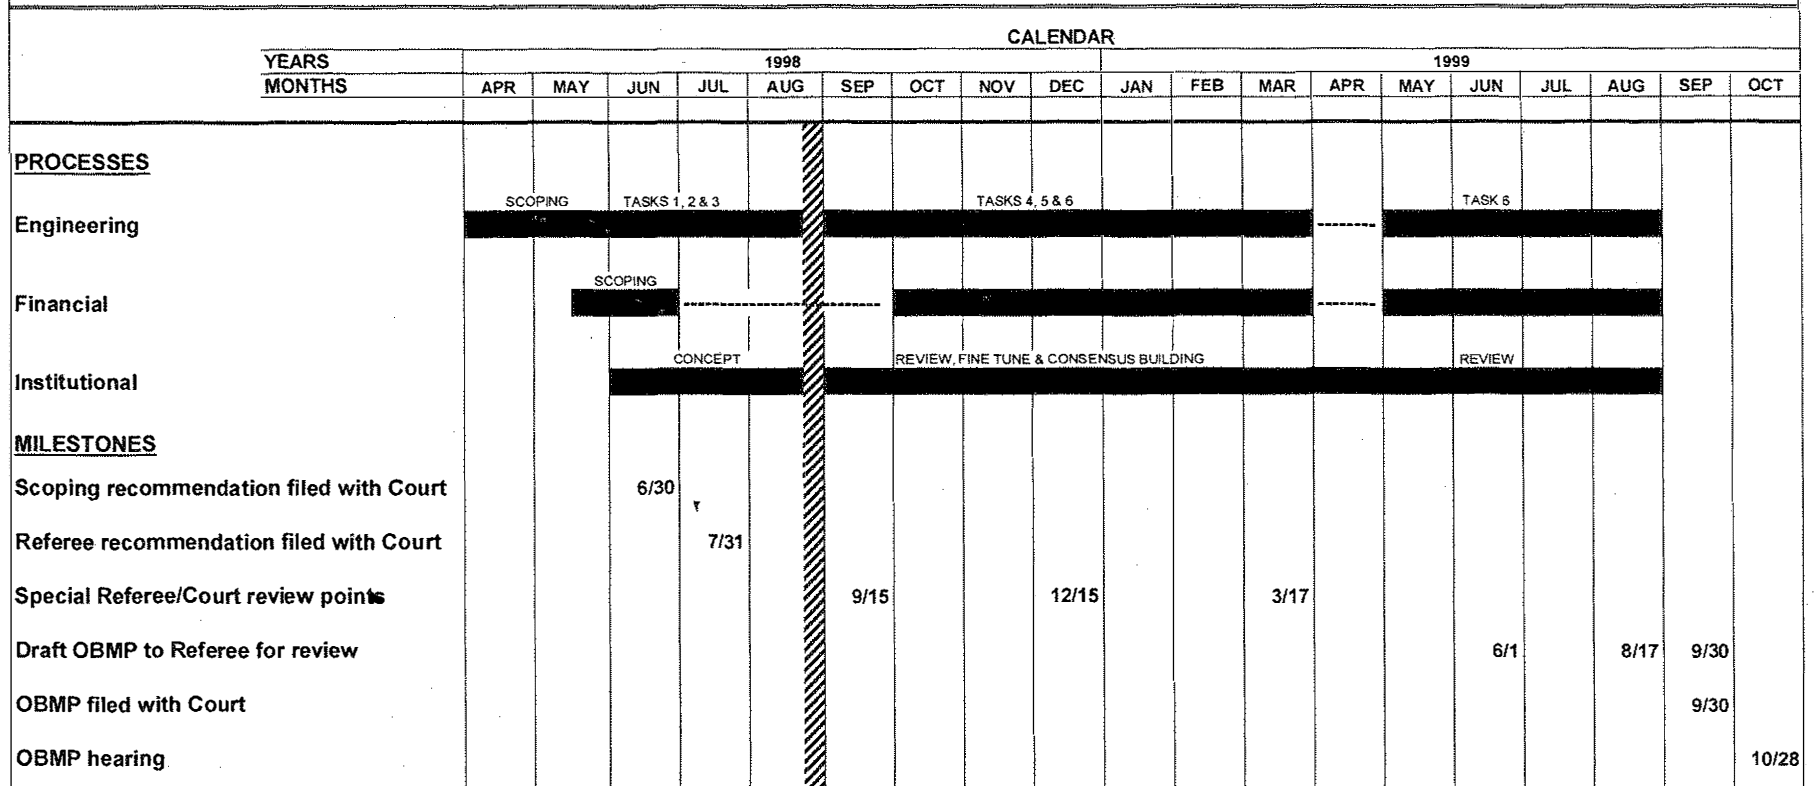 CALENDAR
YEARS 1998 1999
MONTHS APR MAY JUN JUL AUG SEP OCT NOV DEC JAN FEB MAR APR MAY JUN JUL AUG SEP OCT
PROCESSES
SCOPING TASKS 1, 2 & 3 TASKS 4, 5 & 6 TASK 6
Engineering
SCOPING
Financial
CONCEPT REVIEW, FINE TUNE & CONSENSUS BUILDING REVIEW
Institutional
MILESTONES
Scoping recommendation filed with Court 6/30
Referee recommendation filed with Court 7/31
Special Referee/Court review points 9/15 12/15 3/17
Draft OBMP to Referee for review 6/1 8/17 9/30
OBMP filed with Court 9/30
OBMP hearing 10/28